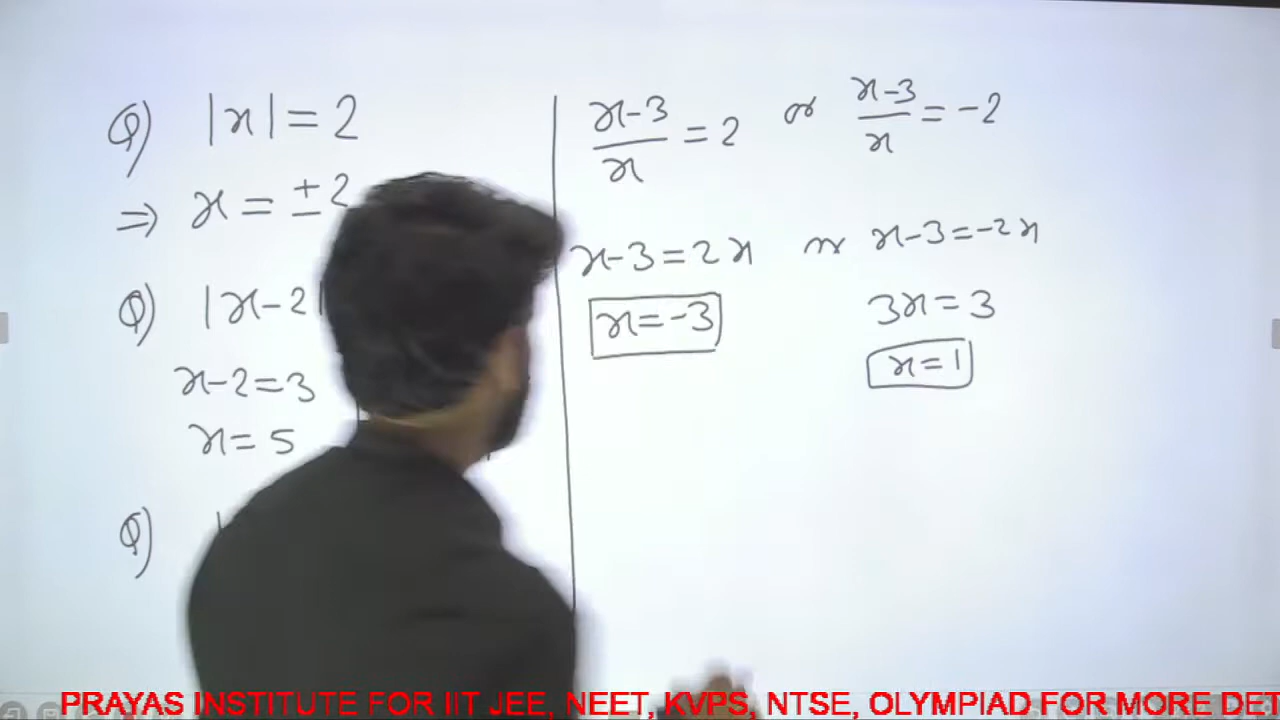 Q) |x| = 2
⇒ x = ±2
Q) |x-2|
x-2=3
x=5
Q) |
x-3/x = 2 or x-3/x = -2
x-3=2x or x-3=-2x
x=-3 3x=3
x=1
PRAYAS INSTITUTE FOR IIT JEE, NEET, KVPS, NTSE, OLYMPIAD FOR MORE DET